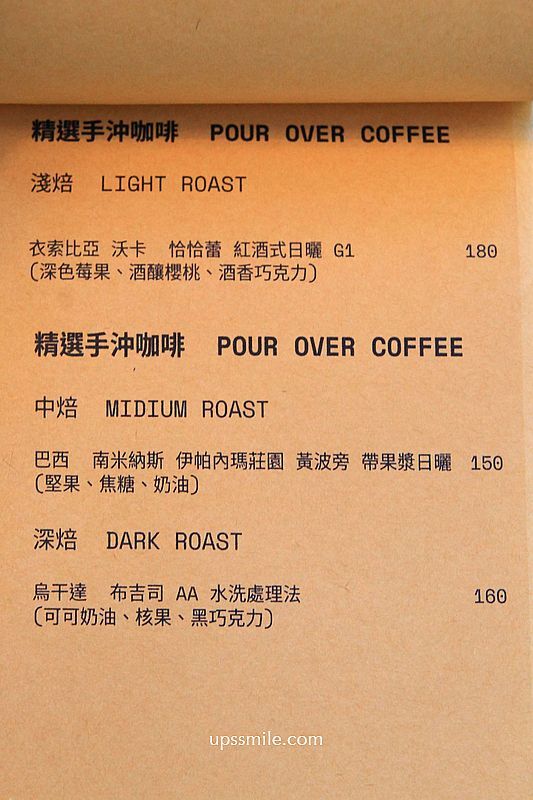 精選手沖咖啡 POUR OVER COFFEE
淺焙 LIGHT ROAST
衣索比亞 沃卡 恰恰蕾 紅酒式日曬 G1 180
(深色莓果、酒釀櫻桃、酒香巧克力)
精選手沖咖啡 POUR OVER COFFEE
中焙 MIDIUM ROAST
巴西 南米納斯 伊帕內瑪莊園 黃波旁 帶果漿日曬 150
(堅果、焦糖、奶油)
深焙 DARK ROAST
烏干達 布吉司 AA 水洗處理法 160
(可可奶油、核果、黑巧克力)
upssmile.com